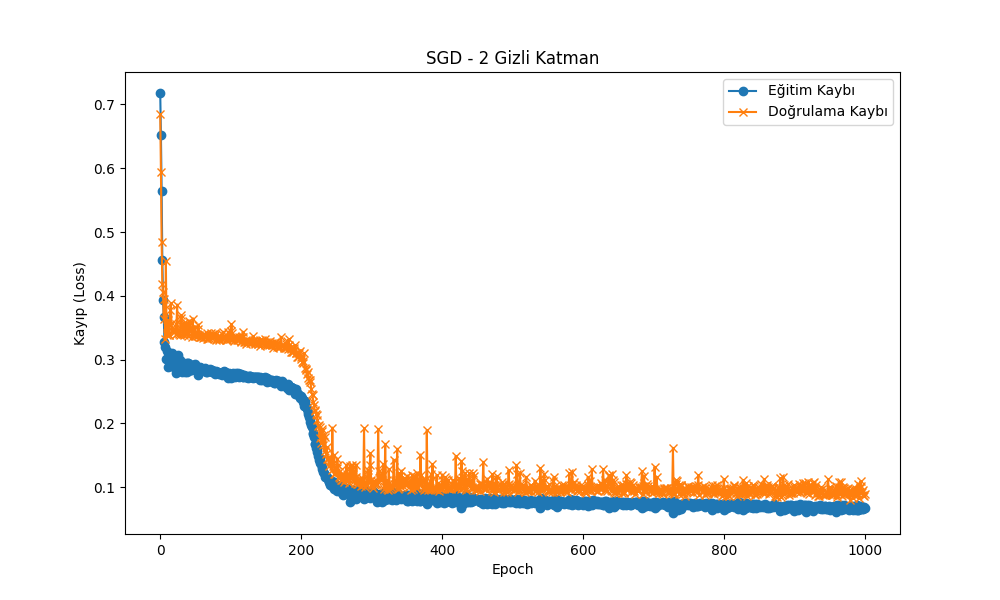 SGD - 2 Gizli Katman
Eğitim Kaybı
Doğrulama Kaybı
Kayıp (Loss)
0.7
0.6
0.5
0.4
0.3
0.2
0.1
0 200 400 600 800 1000
Epoch